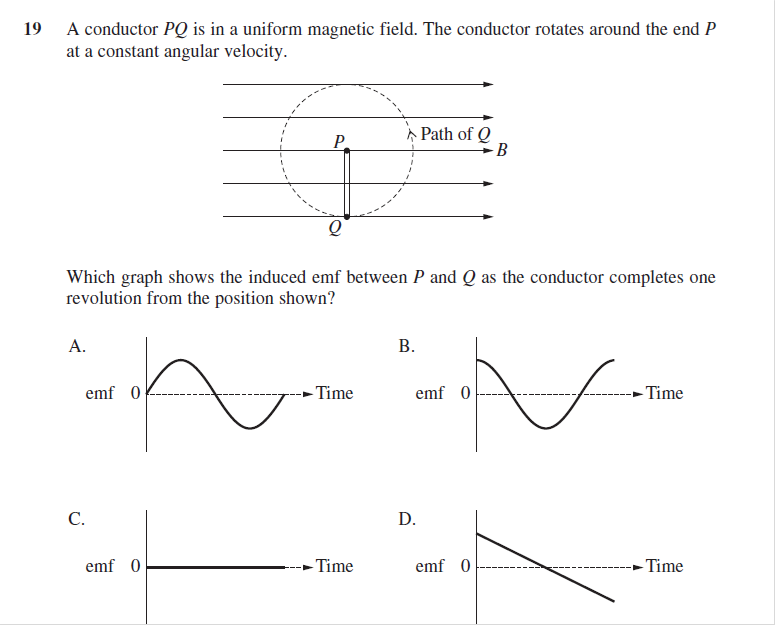 19 A conductor PQ is in a uniform magnetic field. The conductor rotates around the end P
at a constant angular velocity.
P
Path of Q
B
Q
Which graph shows the induced emf between P and Q as the conductor completes one
revolution from the position shown?
A.
emf 0 Time
B.
emf 0 Time
C.
emf 0 Time
D.
emf 0 Time